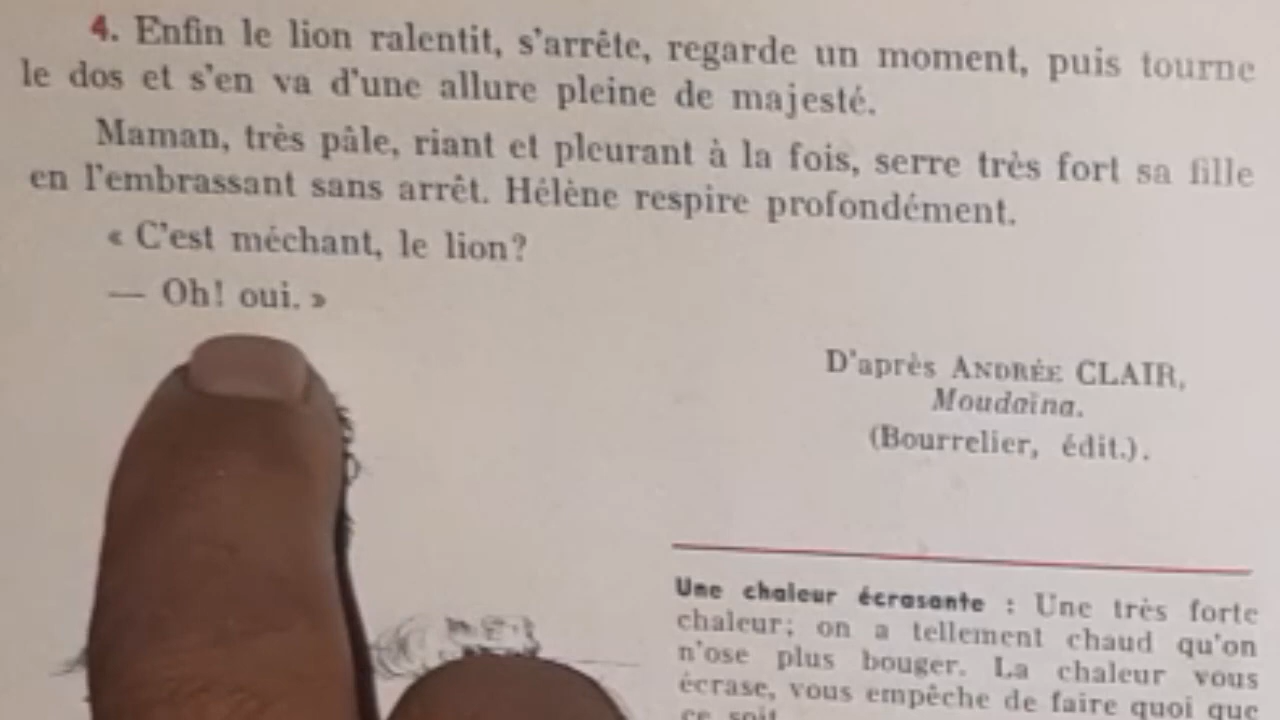 4. Enfin le lion ralentit, s'arrête, regarde un moment, puis tourne
le dos et s'en va d'une allure pleine de majesté.
Maman, très pâle, riant et pleurant à la fois, serre très fort sa fille
en l'embrassant sans arrêt. Hélène respire profondément.
« C'est méchant, le lion?
— Oh! oui. »
D'après ANDRÉE CLAIR,
Moudaïna.
(Bourrelier, édit.).
Une chaleur écrasante : Une très forte
chaleur; on a tellement chaud qu'on
n'ose plus bouger. La chaleur vous
écrase, vous empêche de faire quoi que
ce soit.